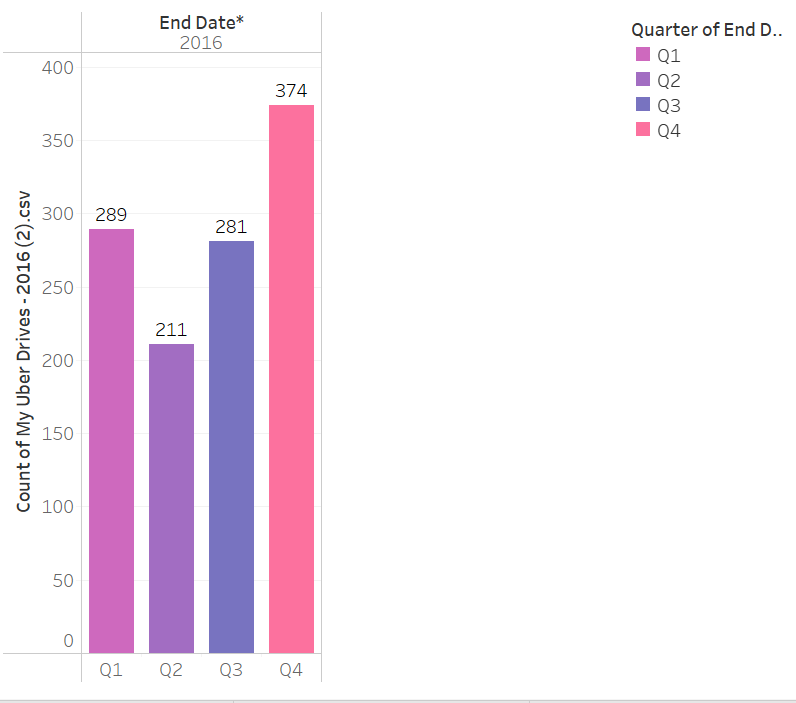 End Date*
2016
Count of My Uber Drives - 2016 (2).csv
400
350
300
250
200
150
100
50
0
289
211
281
374
Q1
Q2
Q3
Q4
Quarter of End D..
Q1
Q2
Q3
Q4